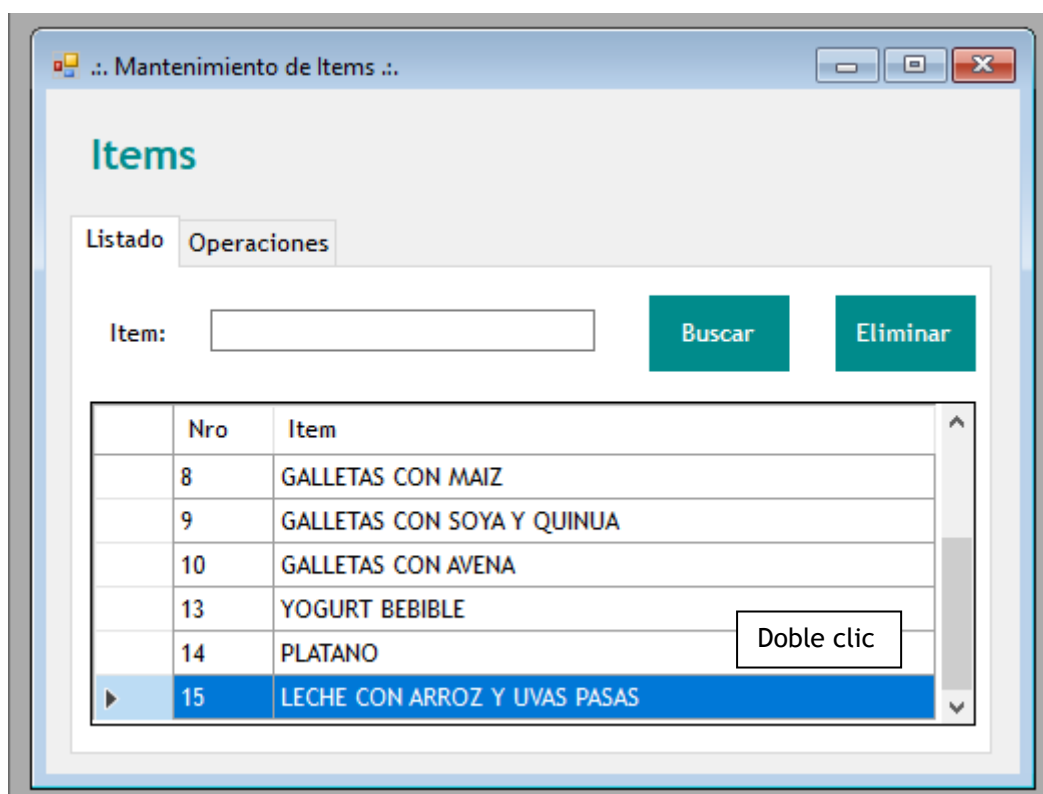 .:. Mantenimiento de Items .:.
Items
Listado Operaciones
Item: Buscar Eliminar
Nro Item
8 GALLETAS CON MAIZ
9 GALLETAS CON SOYA Y QUINUA
10 GALLETAS CON AVENA
13 YOGURT BEBIBLE
Doble clic
14 PLATANO
15 LECHE CON ARROZ Y UVAS PASAS